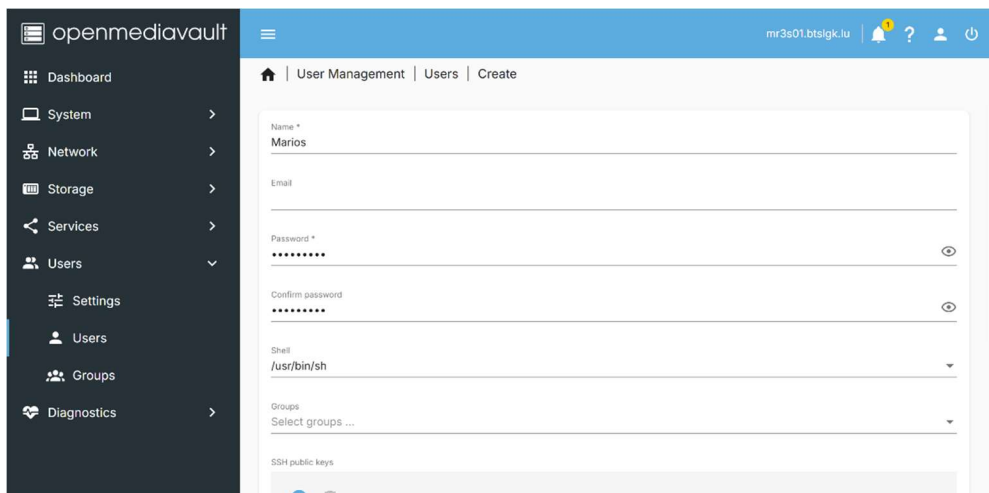 openmediavault
mr3s01.btslgk.lu
1
?
Dashboard
System
Network
Storage
Services
Users
Settings
Users
Groups
Diagnostics
User Management | Users | Create
Name *
Marios
Email
Password *
•••••••••
Confirm password
•••••••••
Shell
/usr/bin/sh
Groups
Select groups ...
SSH public keys